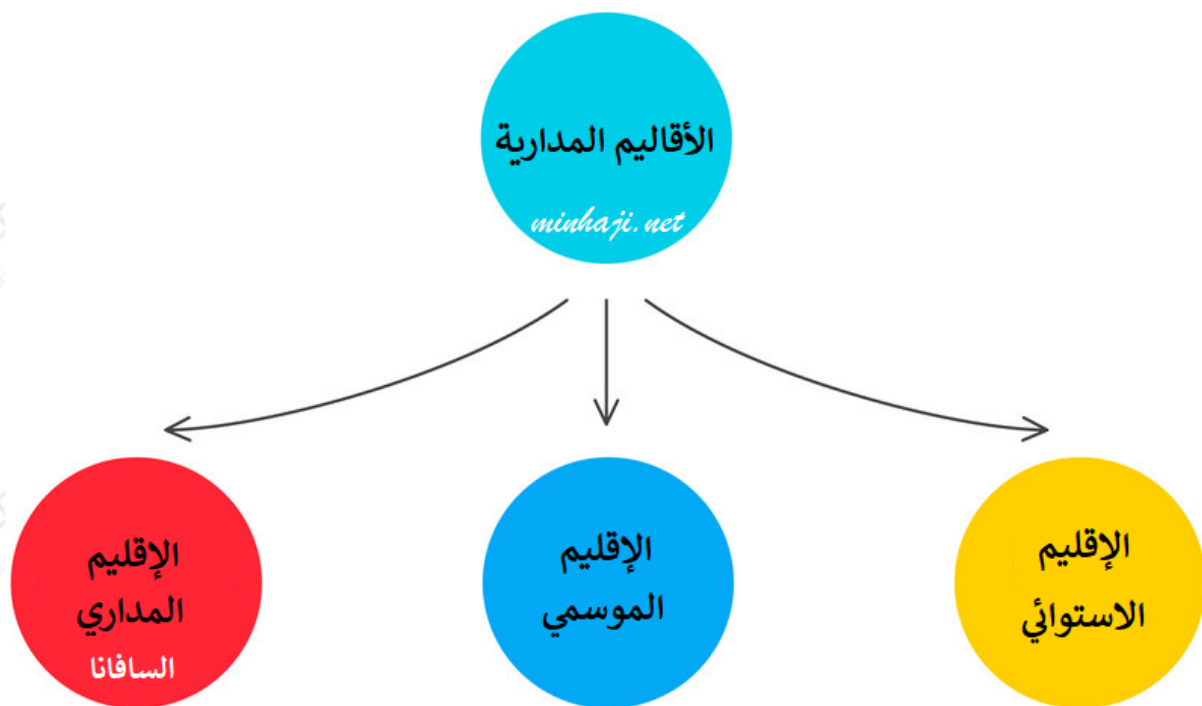 الأقاليم المدارية
minhaji.net
الإقليم
الاستوائي
الإقليم
الموسمي
الإقليم
المداري
السافانا